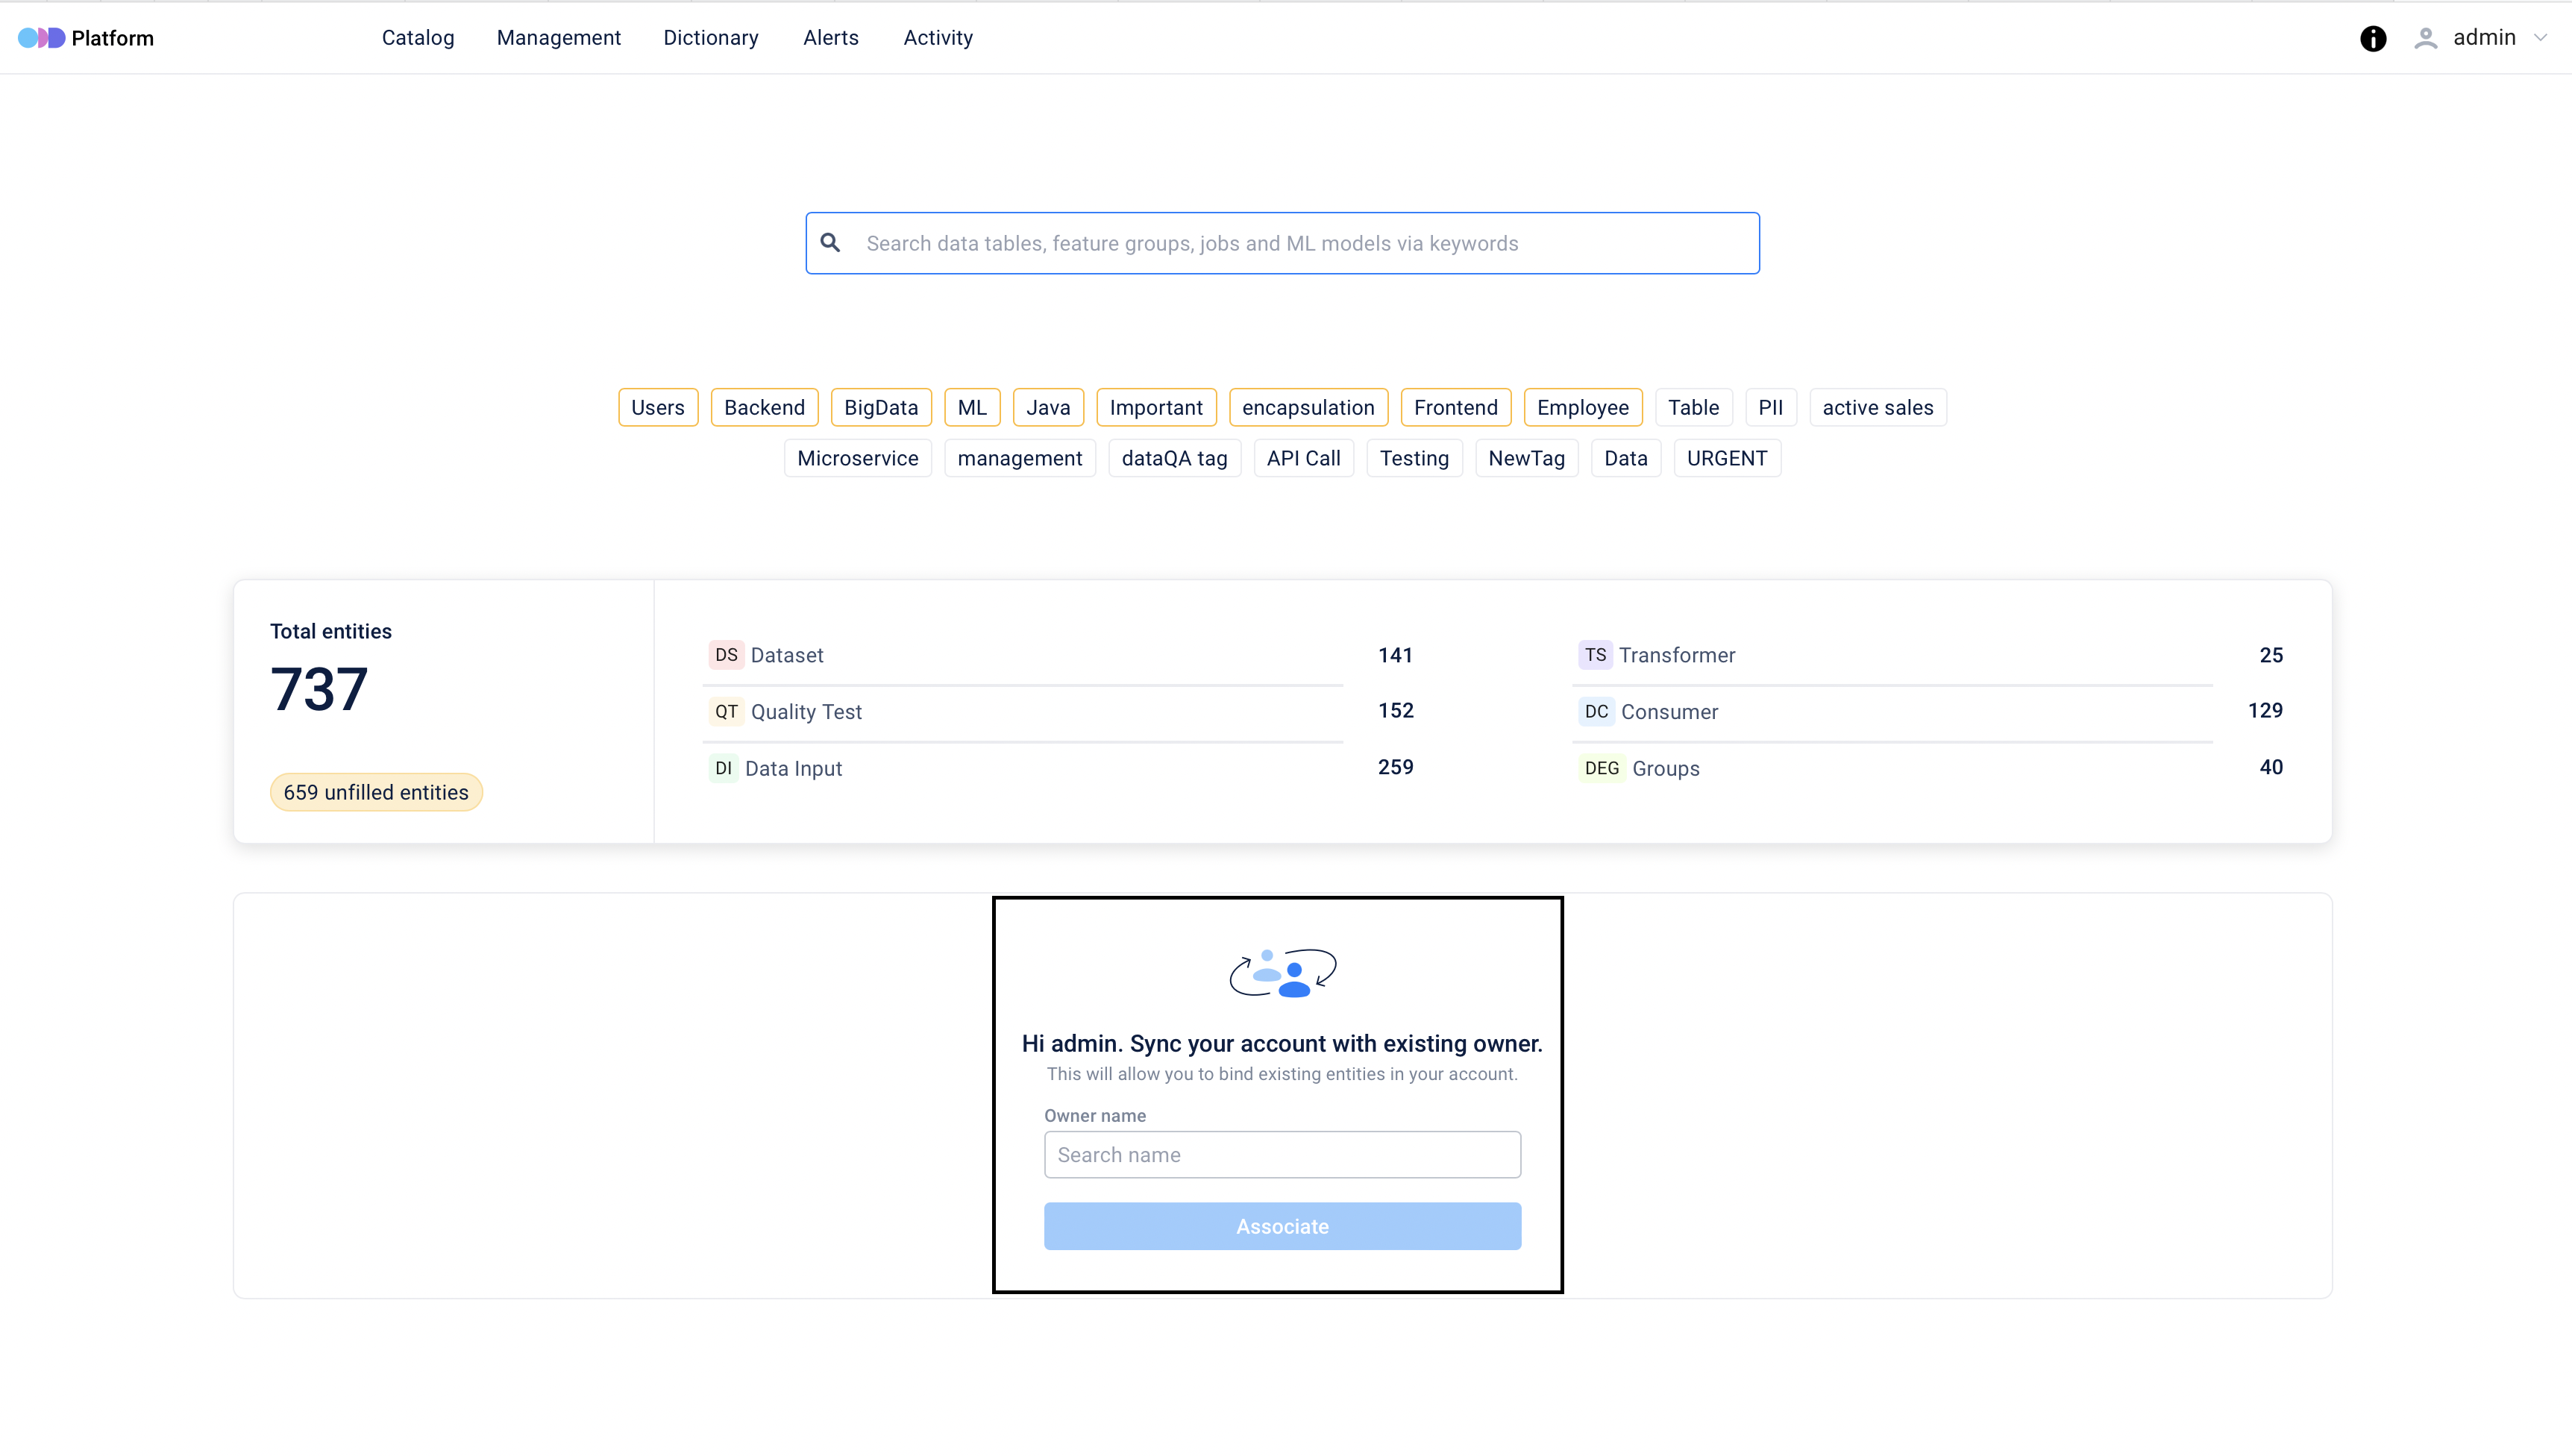 Platform Catalog Management Dictionary Alerts Activity admin
Search data tables, feature groups, jobs and ML models via keywords
Users Backend BigData ML Java Important encapsulation Frontend Employee Table PII active sales
Microservice management dataQA tag API Call Testing NewTag Data URGENT
Total entities
737
659 unfilled entities
DS Dataset 141
QT Quality Test 152
DI Data Input 259
TS Transformer 25
DC Consumer 129
DEG Groups 40
Hi admin. Sync your account with existing owner.
This will allow you to bind existing entities in your account.
Owner name
Search name
Associate